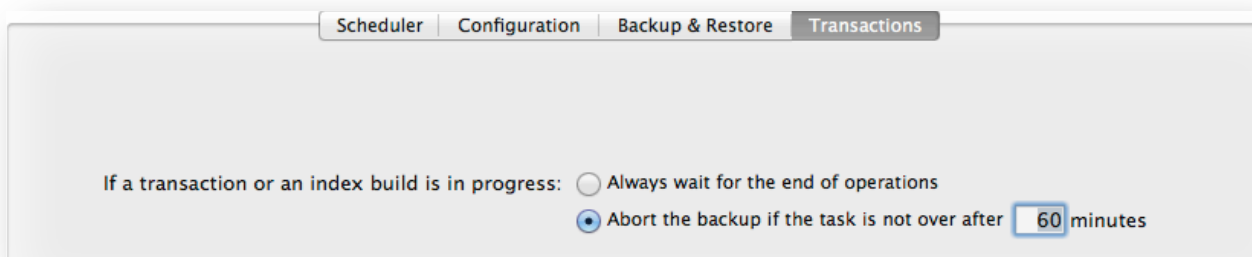 Scheduler Configuration Backup & Restore Transactions
If a transaction or an index build is in progress: Always wait for the end of operations
Abort the backup if the task is not over after 60 minutes